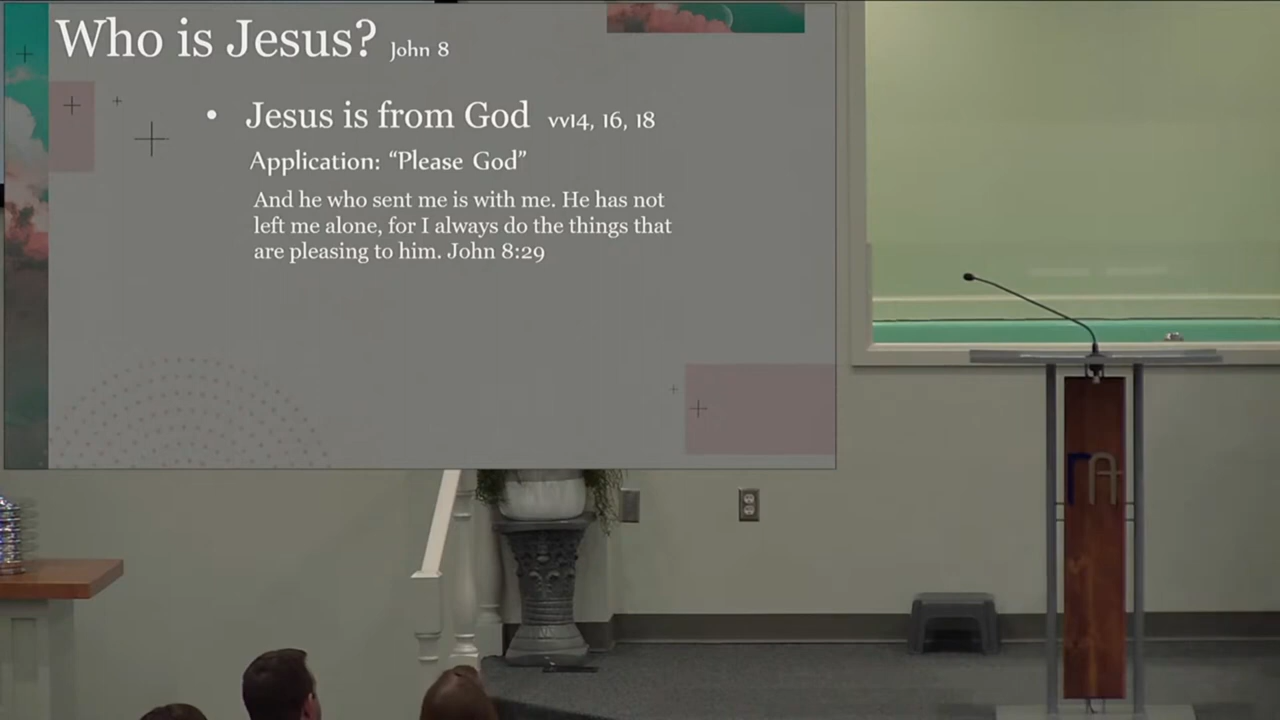 Who is Jesus? John 8
• Jesus is from God vv14, 16, 18
Application: “Please God”
And he who sent me is with me. He has not
left me alone, for I always do the things that
are pleasing to him. John 8:29